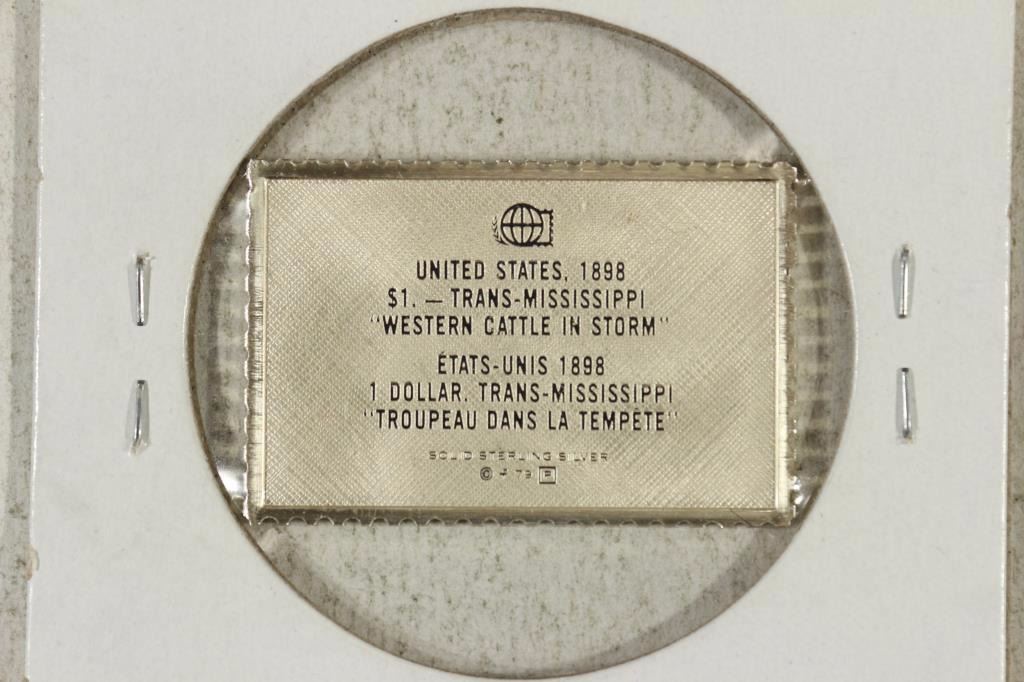 UNITED STATES, 1898
$1. — TRANS-MISSISSIPPI
"WESTERN CATTLE IN STORM"
ÉTATS-UNIS 1898
1 DOLLAR. TRANS-MISSISSIPPI
"TROUPEAU DANS LA TEMPÊTE"
SOLID STERLING SILVER
© 79